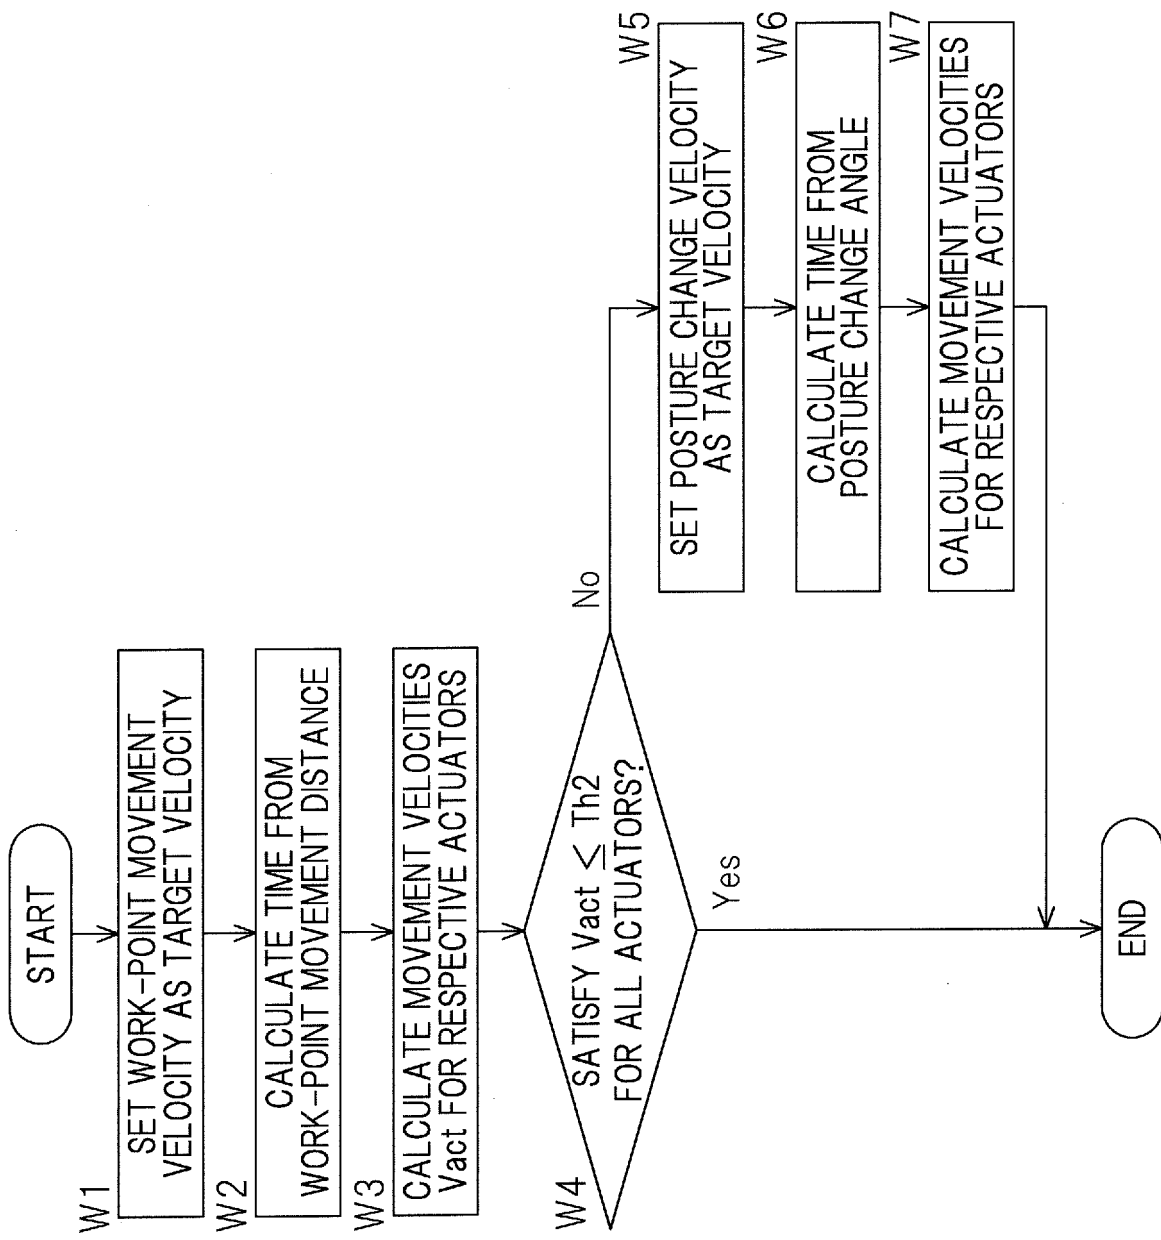 START
W1
SET WORK-POINT MOVEMENT
VELOCITY AS TARGET VELOCITY
W2
CALCULATE TIME FROM
WORK-POINT MOVEMENT DISTANCE
W3
CALCULATE MOVEMENT VELOCITIES
Vact FOR RESPECTIVE ACTUATORS
W4
SATISFY Vact ≤ Th2
FOR ALL ACTUATORS?
No
Yes
W5
SET POSTURE CHANGE VELOCITY
AS TARGET VELOCITY
W6
CALCULATE TIME FROM
POSTURE CHANGE ANGLE
W7
CALCULATE MOVEMENT VELOCITIES
FOR RESPECTIVE ACTUATORS
END